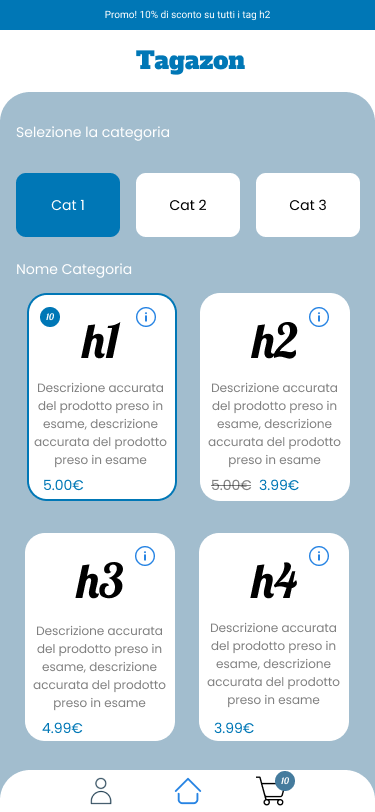 Promo! 10% di sconto su tutti i tag h2
Tagazon
Selezione la categoria
Cat 1
Cat 2
Cat 3
Nome Categoria
10
h1
Descrizione accurata
del prodotto preso in
esame, descrizione
accurata del prodotto
preso in esame
5.00€
h2
Descrizione accurata
del prodotto preso in
esame, descrizione
accurata del prodotto
preso in esame
5.00€ 3.99€
h3
Descrizione accurata
del prodotto preso in
esame, descrizione
accurata del prodotto
preso in esame
4.99€
h4
Descrizione accurata
del prodotto preso in
esame, descrizione
accurata del prodotto
preso in esame
3.99€
10